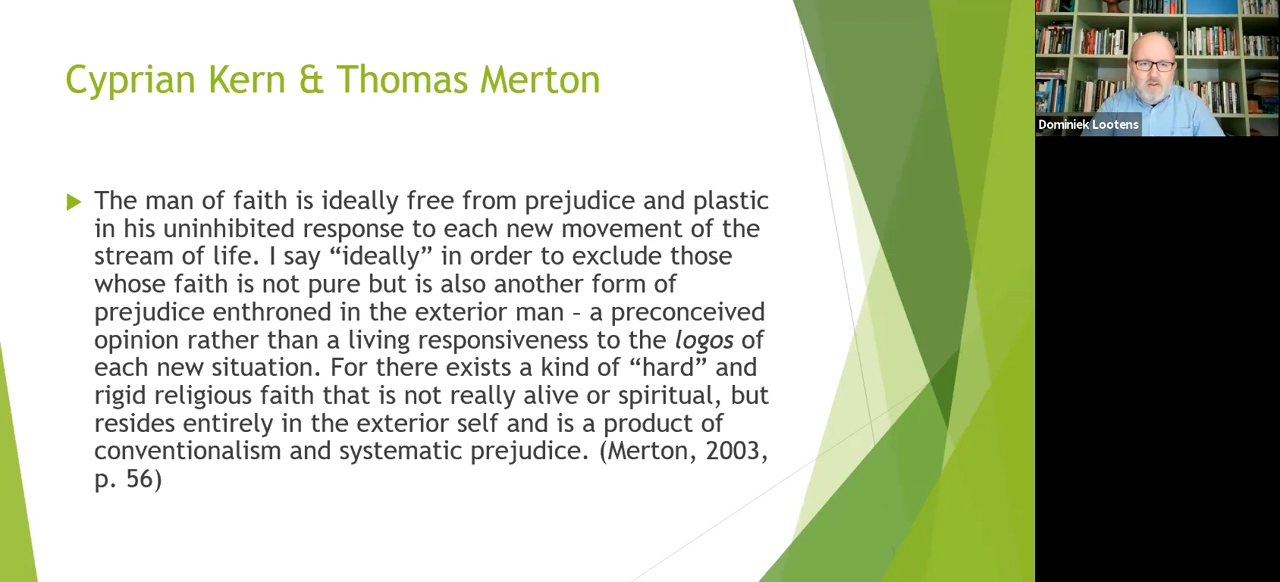 Cyprian Kern & Thomas Merton
The man of faith is ideally free from prejudice and plastic
in his uninhibited response to each new movement of the
stream of life. I say “ideally” in order to exclude those
whose faith is not pure but is also another form of
prejudice enthroned in the exterior man – a preconceived
opinion rather than a living responsiveness to the logos of
each new situation. For there exists a kind of “hard” and
rigid religious faith that is not really alive or spiritual, but
resides entirely in the exterior self and is a product of
conventionalism and systematic prejudice. (Merton, 2003,
p. 56)
Dominiek Lootens